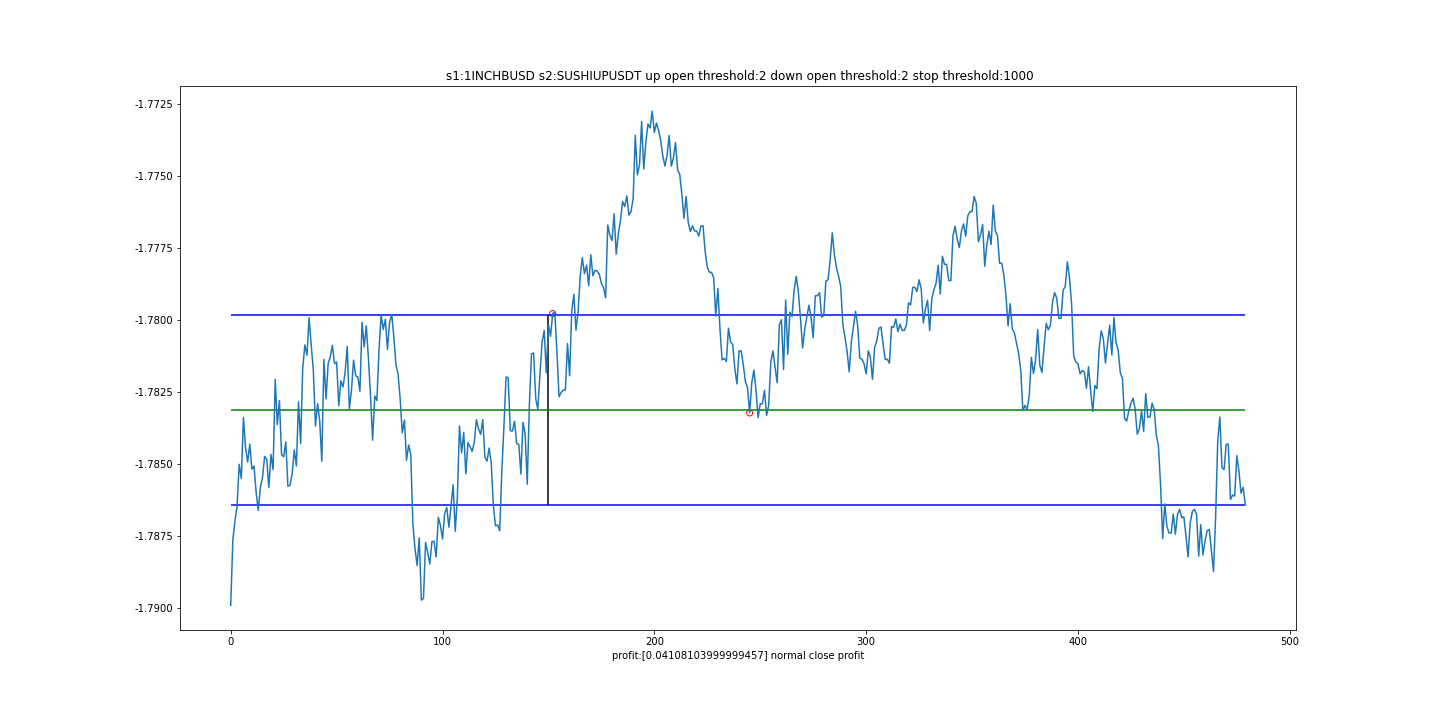 s1:1INCHBUSD s2:SUSHIUPUSDT up open threshold:2 down open threshold:2 stop threshold:1000
-1.7725
-1.7750
-1.7775
-1.7800
-1.7825
-1.7850
-1.7875
-1.7900
0 100 200 300 400 500
profit:[0.04108103999999457] normal close profit